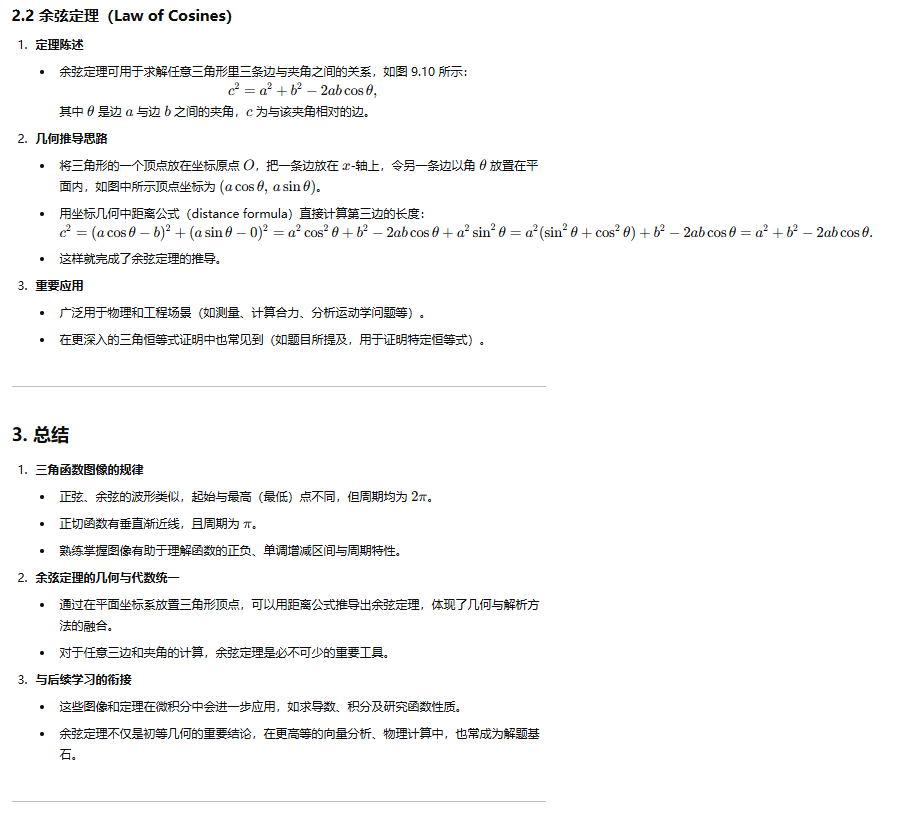 2.2 余弦定理（Law of Cosines）
1. 定理陈述
• 余弦定理可用于求解任意三角形里三条边与夹角之间的关系，如图 9.10 所示：
c² = a² + b² − 2ab cos θ,
其中 θ 是边 a 与边 b 之间的夹角，c 为与该夹角相对的边。
2. 几何推导思路
• 将三角形的一个顶点放在坐标原点 O，把一条边放在 x-轴上，令另一条边以角 θ 放置在平
面内，如图中所示顶点坐标为 (a cos θ, a sin θ)。
• 用坐标几何中距离公式（distance formula）直接计算第三边的长度：
c² = (a cos θ − b)² + (a sin θ − 0)² = a² cos² θ + b² − 2ab cos θ + a² sin² θ = a²(sin² θ + cos² θ) + b² − 2ab cos θ = a² + b² − 2ab cos θ.
• 这样就完成了余弦定理的推导。
3. 重要应用
• 广泛用于物理和工程场景（如测量、计算合力、分析运动学问题等）。
• 在更深入的三角恒等式证明中也常见到（如题目所提及，用于证明特定恒等式）。
3. 总结
1. 三角函数图像的规律
• 正弦、余弦的波形类似，起始与最高（最低）点不同，但周期均为 2π。
• 正切函数有垂直渐近线，且周期为 π。
• 熟练掌握图像有助于理解函数的正负、单调增减区间与周期特性。
2. 余弦定理的几何与代数统一
• 通过在平面坐标系放置三角形顶点，可以用距离公式推导出余弦定理，体现了几何与解析方
法的融合。
• 对于任意三边和夹角的计算，余弦定理是必不可少的重要工具。
3. 与后续学习的衔接
• 这些图像和定理在微积分中会进一步应用，如求导数、积分及研究函数性质。
• 余弦定理不仅是初等几何的重要结论，在更高等的向量分析、物理计算中，也常成为解题基
石。